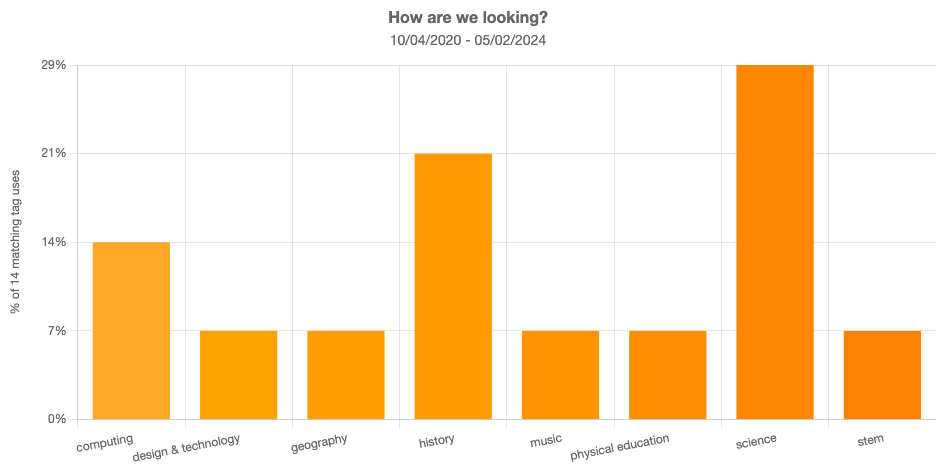 How are we looking?
10/04/2020 - 05/02/2024
% of 14 matching tag uses
29%
21%
14%
7%
0%
computing
design & technology
geography
history
music
physical education
science
stem